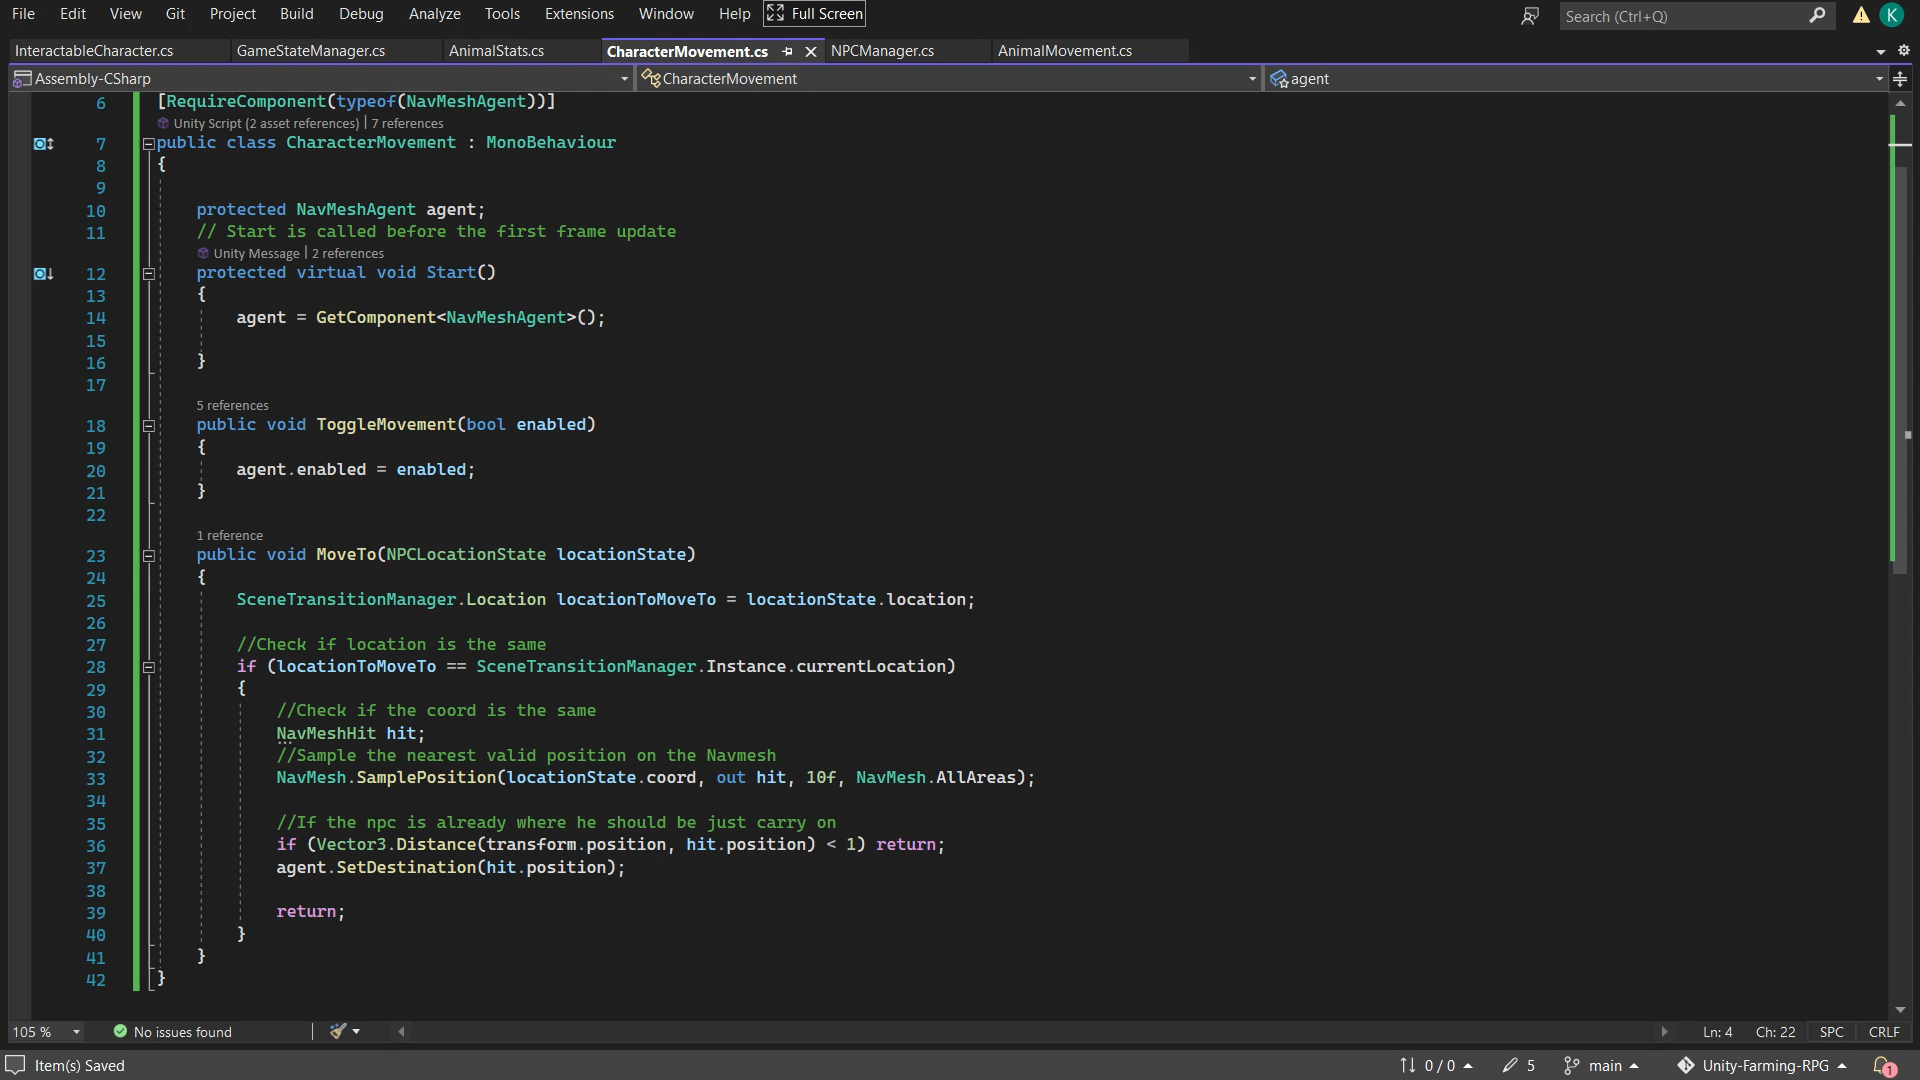 File Edit View Git Project Build Debug Analyze Tools Extensions Window Help Full Screen Search (Ctrl+Q) K
InteractableCharacter.cs GameStateManager.cs AnimalStats.cs CharacterMovement.cs NPCManager.cs AnimalMovement.cs
Assembly-CSharp CharacterMovement agent
6 [RequireComponent(typeof(NavMeshAgent))]
Unity Script (2 asset references) | 7 references
7 public class CharacterMovement : MonoBehaviour
8 {
9
10 protected NavMeshAgent agent;
11 // Start is called before the first frame update
Unity Message | 2 references
12 protected virtual void Start()
13 {
14 agent = GetComponent<NavMeshAgent>();
15
16 }
17
5 references
18 public void ToggleMovement(bool enabled)
19 {
20 agent.enabled = enabled;
21 }
22
1 reference
23 public void MoveTo(NPCLocationState locationState)
24 {
25 SceneTransitionManager.Location locationToMoveTo = locationState.location;
26
27 //Check if location is the same
28 if (locationToMoveTo == SceneTransitionManager.Instance.currentLocation)
29 {
30 //Check if the coord is the same
31 NavMeshHit hit;
32 //Sample the nearest valid position on the Navmesh
33 NavMesh.SamplePosition(locationState.coord, out hit, 10f, NavMesh.AllAreas);
34
35 //If the npc is already where he should be just carry on
36 if (Vector3.Distance(transform.position, hit.position) < 1) return;
37 agent.SetDestination(hit.position);
38
39 return;
40 }
41 }
42 }
105 % No issues found Ln: 4 Ch: 22 SPC CRLF
Item(s) Saved 0 / 0 5 main Unity-Farming-RPG 1